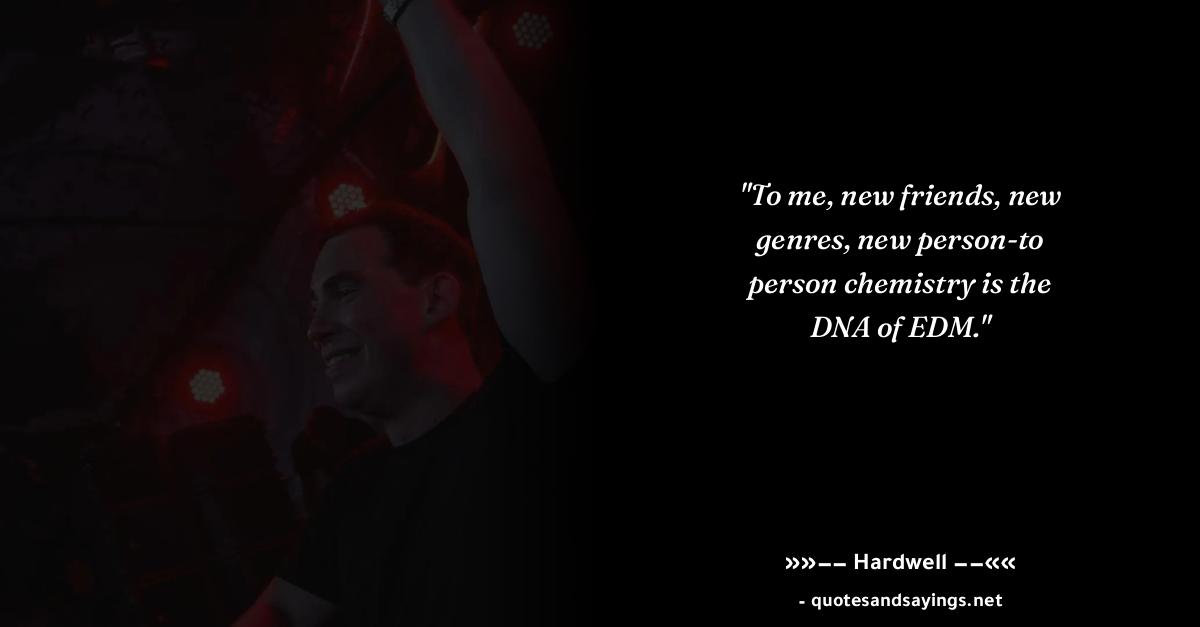 "To me, new friends, new
genres, new person-to
person chemistry is the
DNA of EDM."
»»–– Hardwell ––««
- quotesandsayings.net